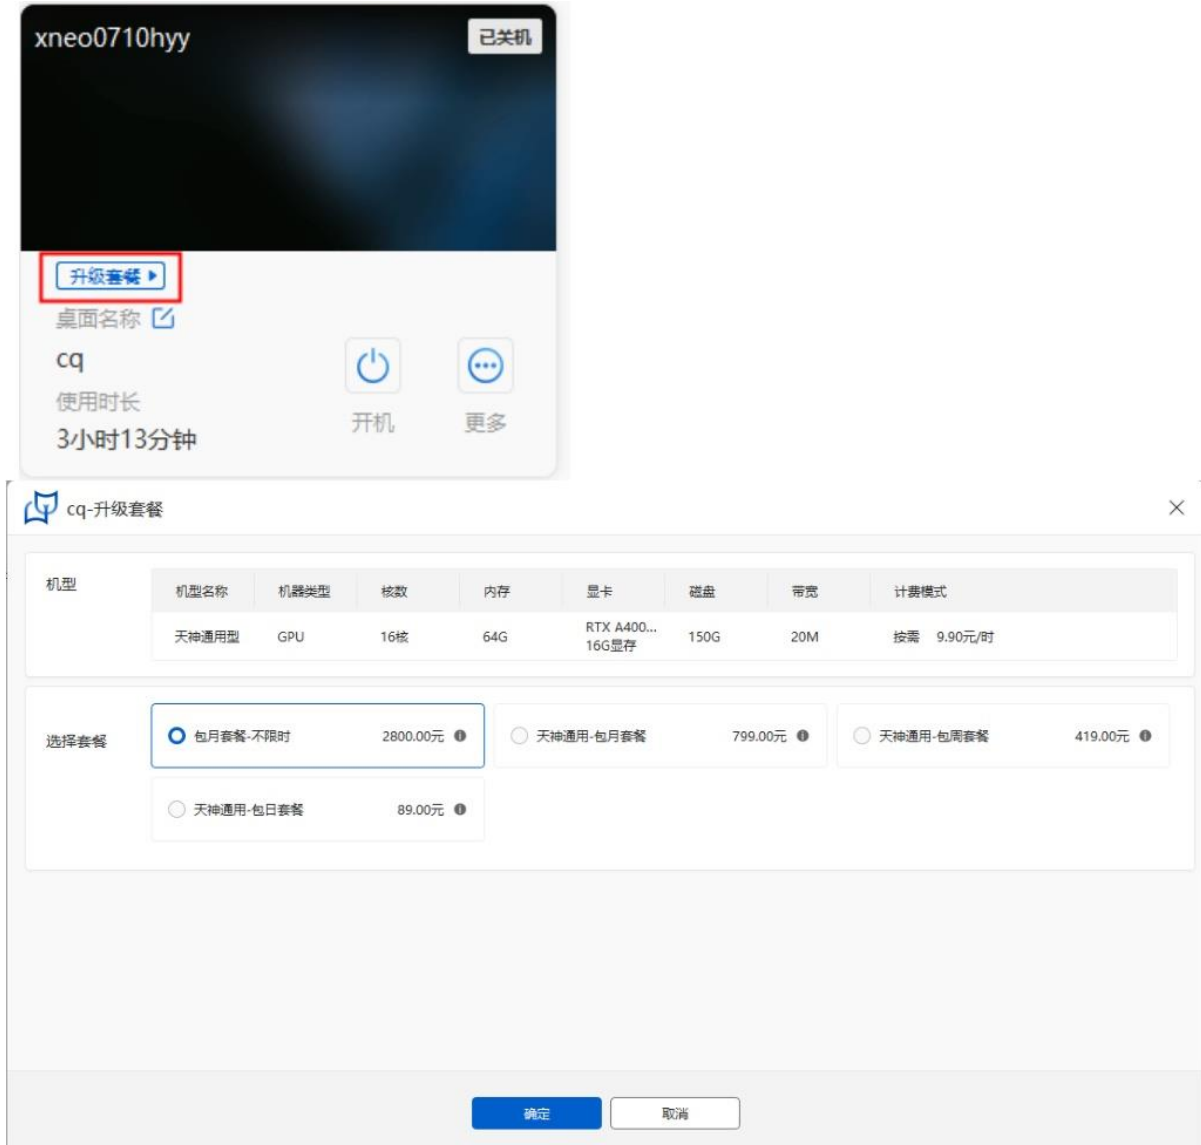 xneo0710hyy 已关机
升级套餐
桌面名称
cq
使用时长
3小时13分钟
开机 更多
cq-升级套餐
机型
机型名称 机器类型 核数 内存 显卡 磁盘 带宽 计费模式
天神通用型 GPU 16核 64G RTX A400... 16G显存 150G 20M 按需 9.90元/时
选择套餐
包月套餐-不限时 2800.00元 天神通用-包月套餐 799.00元 天神通用-包周套餐 419.00元
天神通用-包日套餐 89.00元
确定 取消